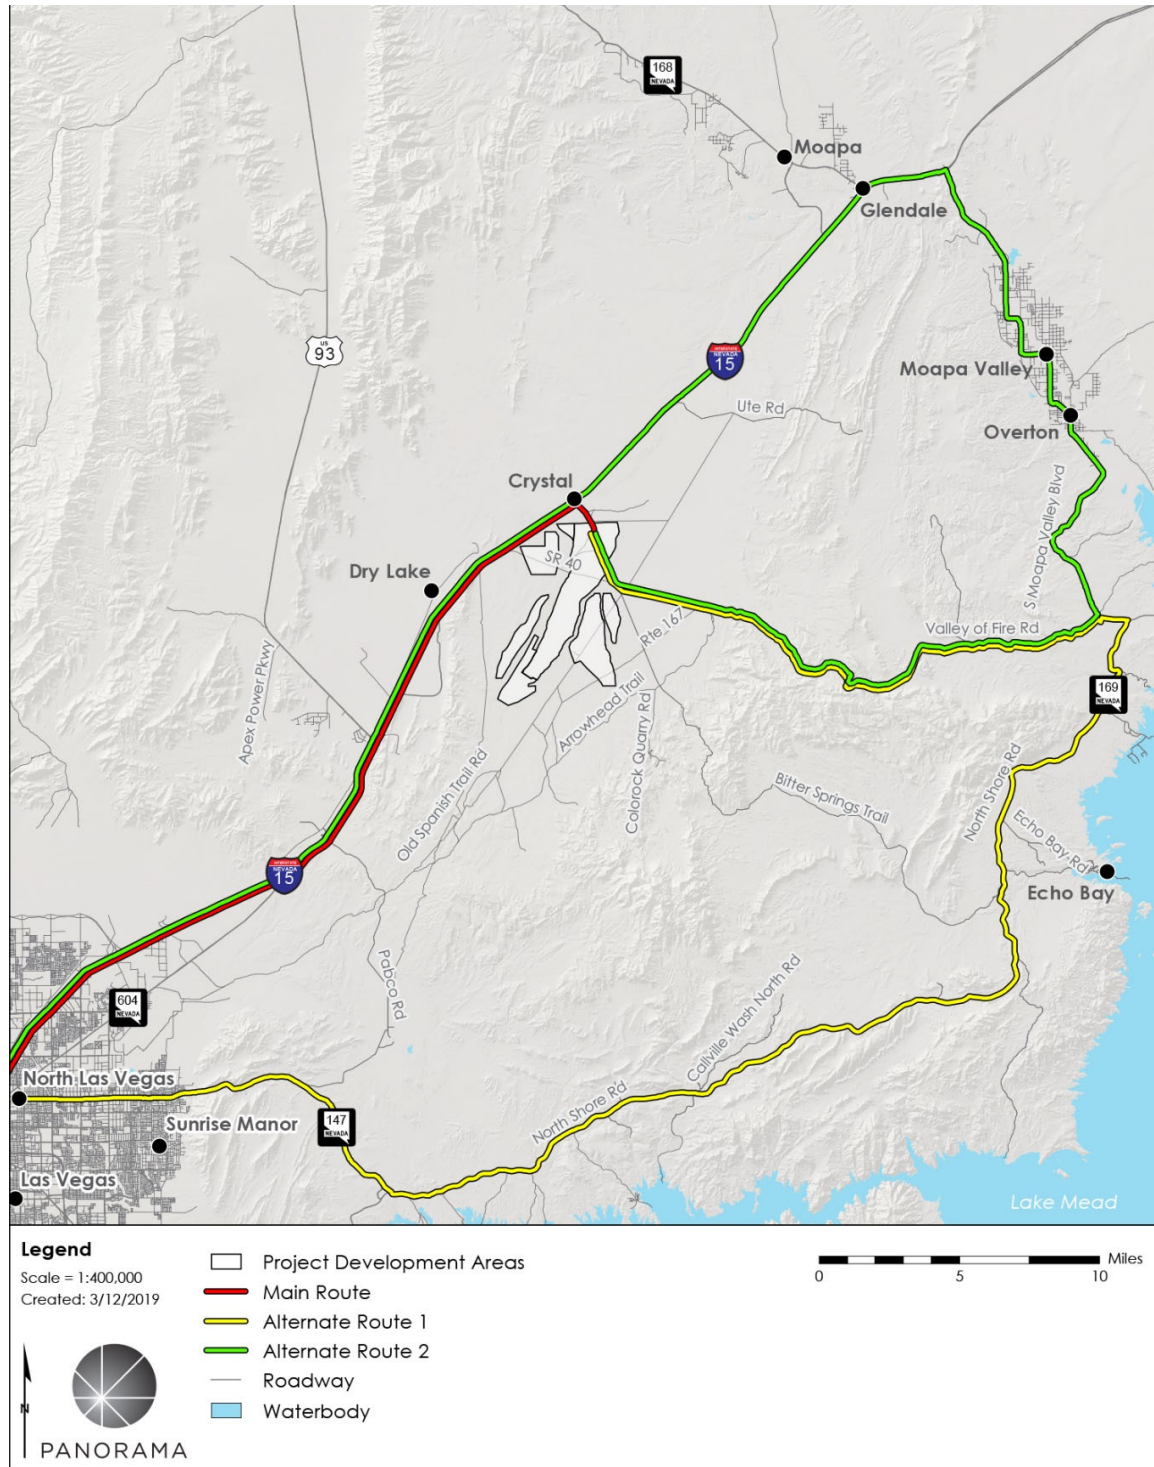 168
NEVADA
Moapa
Glendale
US
93
INTERSTATE
NEVADA
15
Moapa Valley
Ute Rd
Overton
Crystal
S Moapa Valley Blvd
SR 40
Dry Lake
Rte 167
Valley of Fire Rd
Apex Power Pkwy
Arrowhead Trail
169
NEVADA
Colorock Quarry Rd
Old Spanish Trail Rd
North Shore Rd
Bitter Springs Trail
Echo Bay Rd
INTERSTATE
NEVADA
15
Echo Bay
Pabco Rd
604
NEVADA
Callville Wash North Rd
North Las Vegas
North Shore Rd
Sunrise Manor
147
NEVADA
Las Vegas
Lake Mead
Legend
Scale = 1:400,000
Created: 3/12/2019
Project Development Areas
Main Route
Alternate Route 1
Alternate Route 2
Roadway
Waterbody
Miles
0 5 10
N
PANORAMA